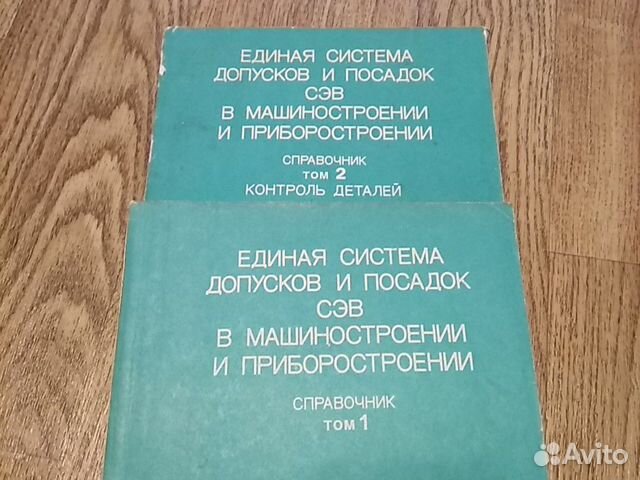 ЕДИНАЯ СИСТЕМА
ДОПУСКОВ И ПОСАДОК
СЭВ
В МАШИНОСТРОЕНИИ
И ПРИБОРОСТРОЕНИИ
СПРАВОЧНИК
ТОМ 2
КОНТРОЛЬ ДЕТАЛЕЙ
ЕДИНАЯ СИСТЕМА
ДОПУСКОВ И ПОСАДОК
СЭВ
В МАШИНОСТРОЕНИИ
И ПРИБОРОСТРОЕНИИ
СПРАВОЧНИК
ТОМ 1
Avito